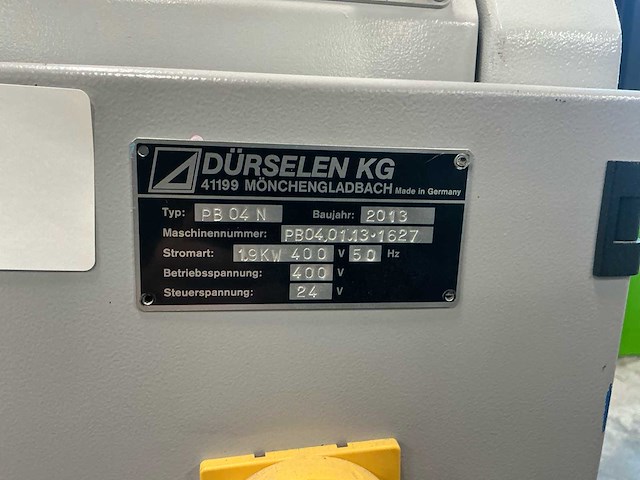 DÜRSELEN KG
41199 MÖNCHENGLADBACH Made in Germany
Typ: PB 04 N Baujahr: 2013
Maschinennummer: PB04.01.13-1627
Stromart: 1.9KW 400 V 50 Hz
Betriebsspannung: 400 V
Steuerspannung: 24 V